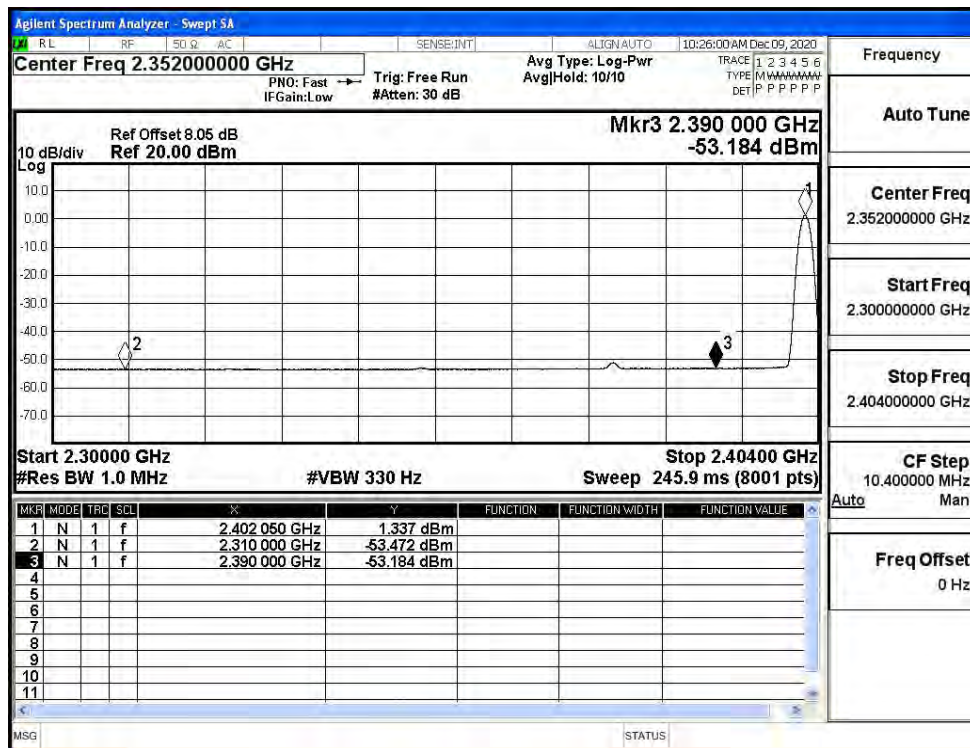 Agilent Spectrum Analyzer - Swept SA
LXI RL RF 50 Ω AC SENSE:INT ALIGNAUTO 10:26:00 AM Dec 09, 2020
Center Freq 2.352000000 GHz
PNO: Fast
IFGain:Low
Trig: Free Run
#Atten: 30 dB
Avg Type: Log-Pwr
Avg|Hold: 10/10
TRACE 1 2 3 4 5 6
TYPE MWWWWW
DET P P P P P P
Ref Offset 8.05 dB
10 dB/div Ref 20.00 dBm
Log
Mkr3 2.390 000 GHz
-53.184 dBm
10.0
0.00
-10.0
-20.0
-30.0
-40.0
-50.0
-60.0
-70.0
1
2
3
Start 2.30000 GHz Stop 2.40400 GHz
#Res BW 1.0 MHz #VBW 330 Hz Sweep 245.9 ms (8001 pts)
MKR MODE TRC SCL X Y FUNCTION FUNCTION WIDTH FUNCTION VALUE
1 N 1 f 2.402 050 GHz 1.337 dBm
2 N 1 f 2.310 000 GHz -53.472 dBm
3 N 1 f 2.390 000 GHz -53.184 dBm
4
5
6
7
8
9
10
11
MSG STATUS
Frequency
Auto Tune
Center Freq
2.352000000 GHz
Start Freq
2.300000000 GHz
Stop Freq
2.404000000 GHz
CF Step
10.400000 MHz
Auto Man
Freq Offset
0 Hz